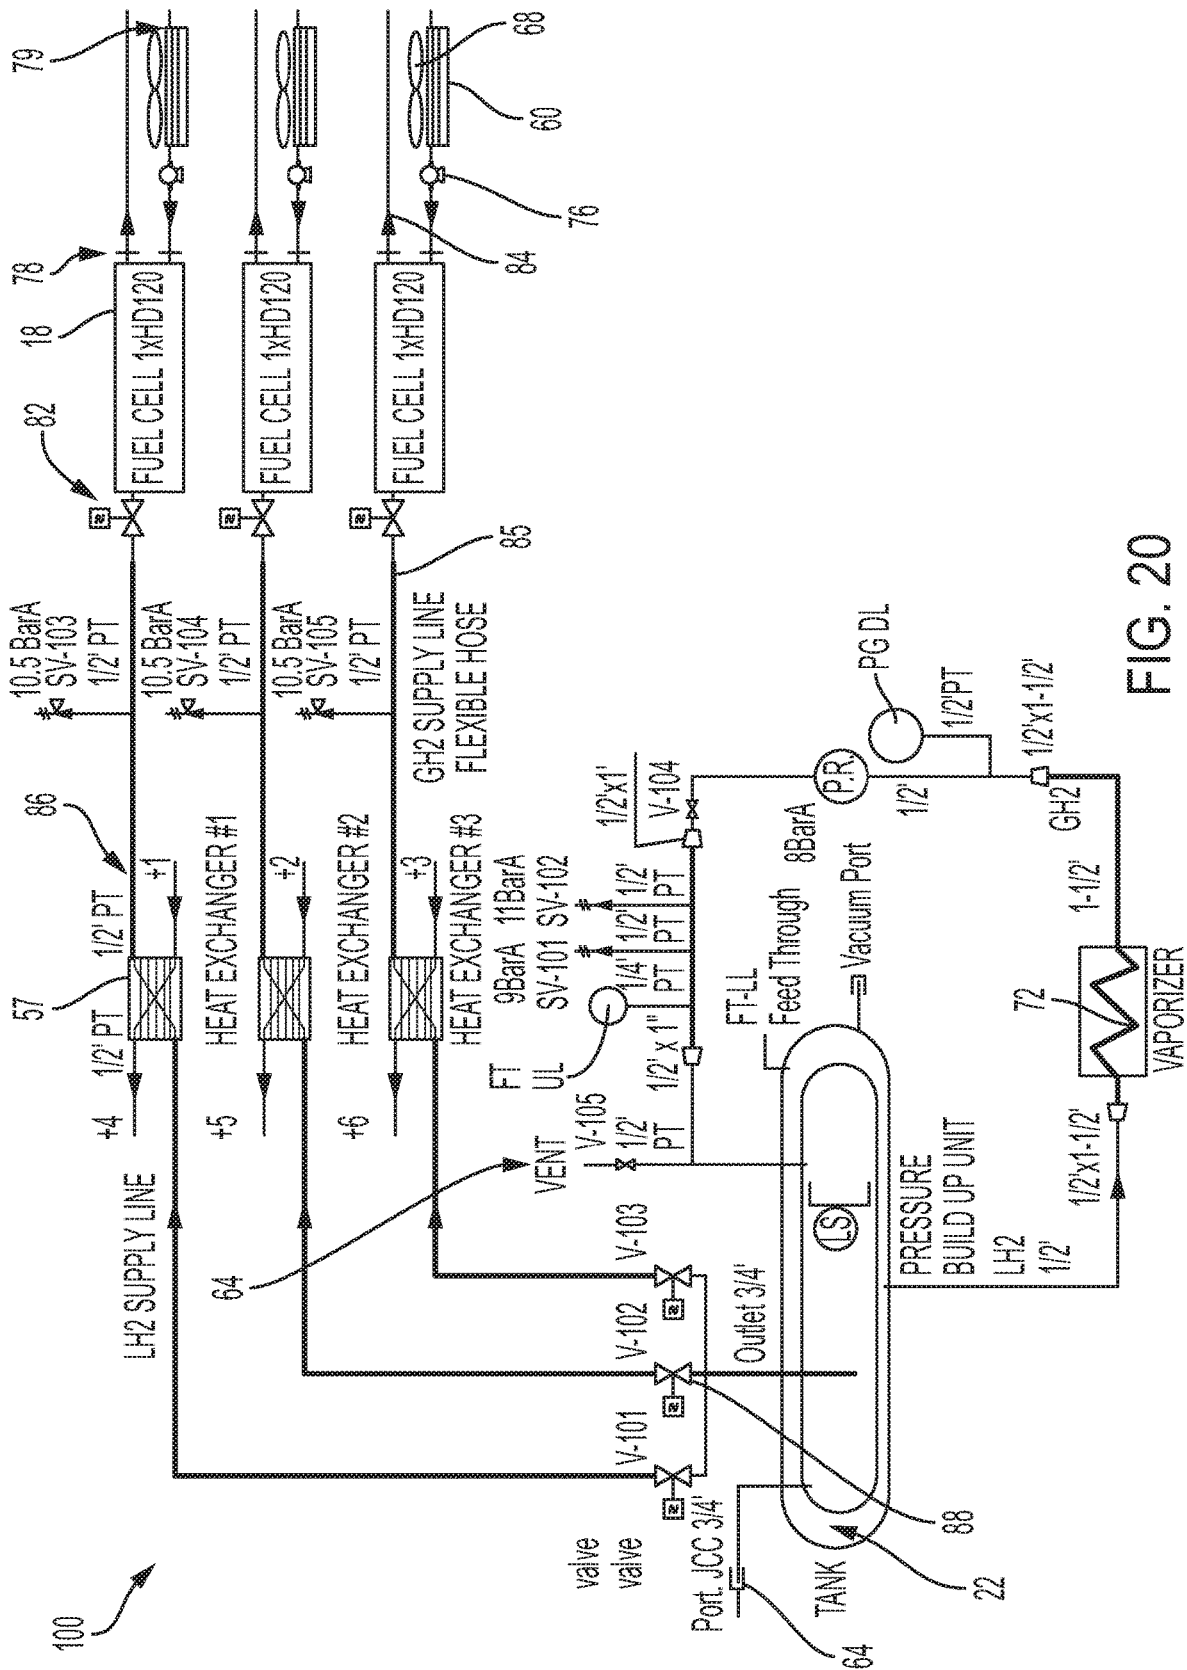 100
LH2 SUPPLY LINE
+4
1/2' PT
57
1/2' PT
86
10.5 BarA
SV-103
1/2' PT
82
18
78
79
+1
HEAT EXCHANGER #1
+5
10.5 BarA
SV-104
1/2' PT
FUEL CELL 1xHD120
+2
HEAT EXCHANGER #2
+6
10.5 BarA
SV-105
1/2' PT
FUEL CELL 1xHD120
+3
HEAT EXCHANGER #3
GH2 SUPPLY LINE
FLEXIBLE HOSE
85
FUEL CELL 1xHD120
84
76
60
68
64
VENT
V-105
1/2'
PT
FT
UL
1/2' x 1"
9BarA
SV-101
1/4'
PT
11BarA
SV-102
1/2'
PT
1/2'
PT
1/2'x1'
V-104
valve
valve
V-101
V-102
V-103
Port. JCC 3/4'
64
Outlet 3/4'
FT-LL
Feed Through
8BarA
P.R.
PG DL
1/2'PT
1/2'
TANK
22
88
LS
Vacuum Port
PRESSURE
BUILD UP UNIT
LH2
1/2'
1/2'x1-1/2'
72
VAPORIZER
1-1/2'
GH2
1/2'x1-1/2'
FIG. 20